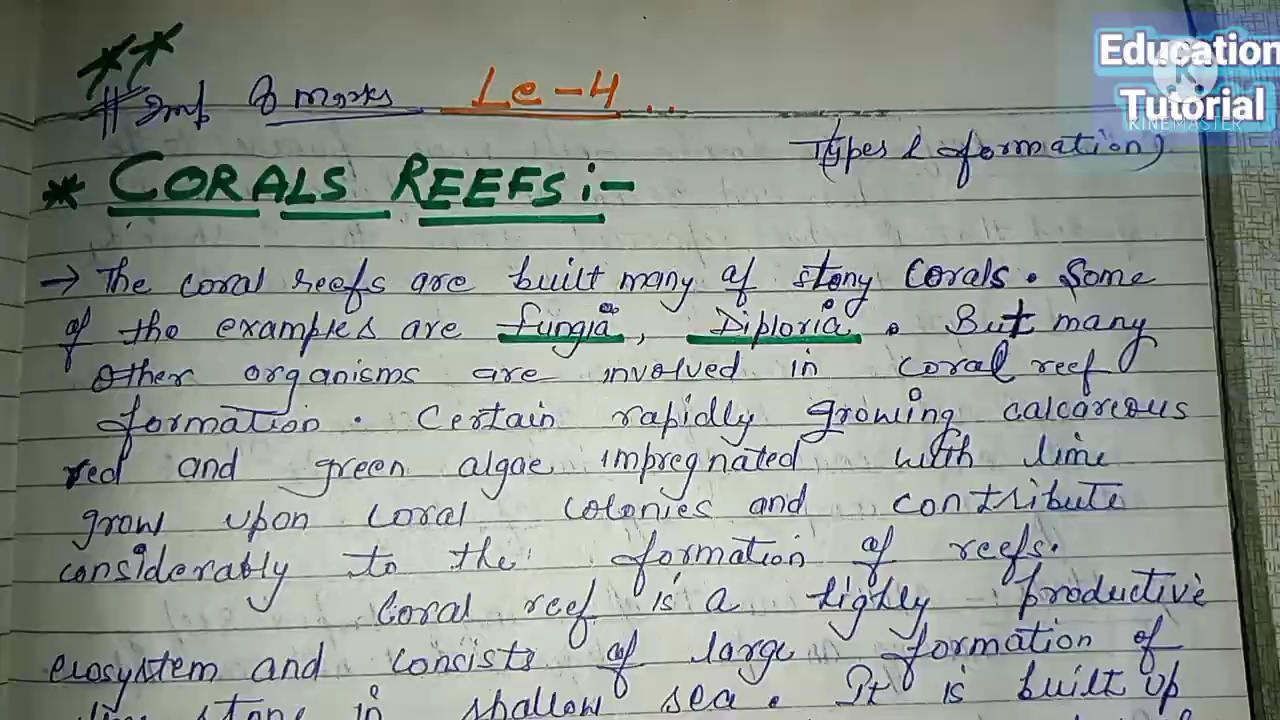 ** 
# Imp 8 marks Le-4 ..
Education
Tutorial
KINEMASTER
Types & formation)
* CORALS REEFS:-
→ The coral reefs are built many of stony corals. Some
of the examples are fungia, Diploria. But many
other organisms are involved in coral reef
formation. Certain rapidly growing calcareous
red and green algae impregnated with lime
grow upon coral colonies and contribute
considerably to the formation of reefs.
Coral reef is a highly productive
ecosystem and consists of large formation of
lime stone in shallow sea. It is built up